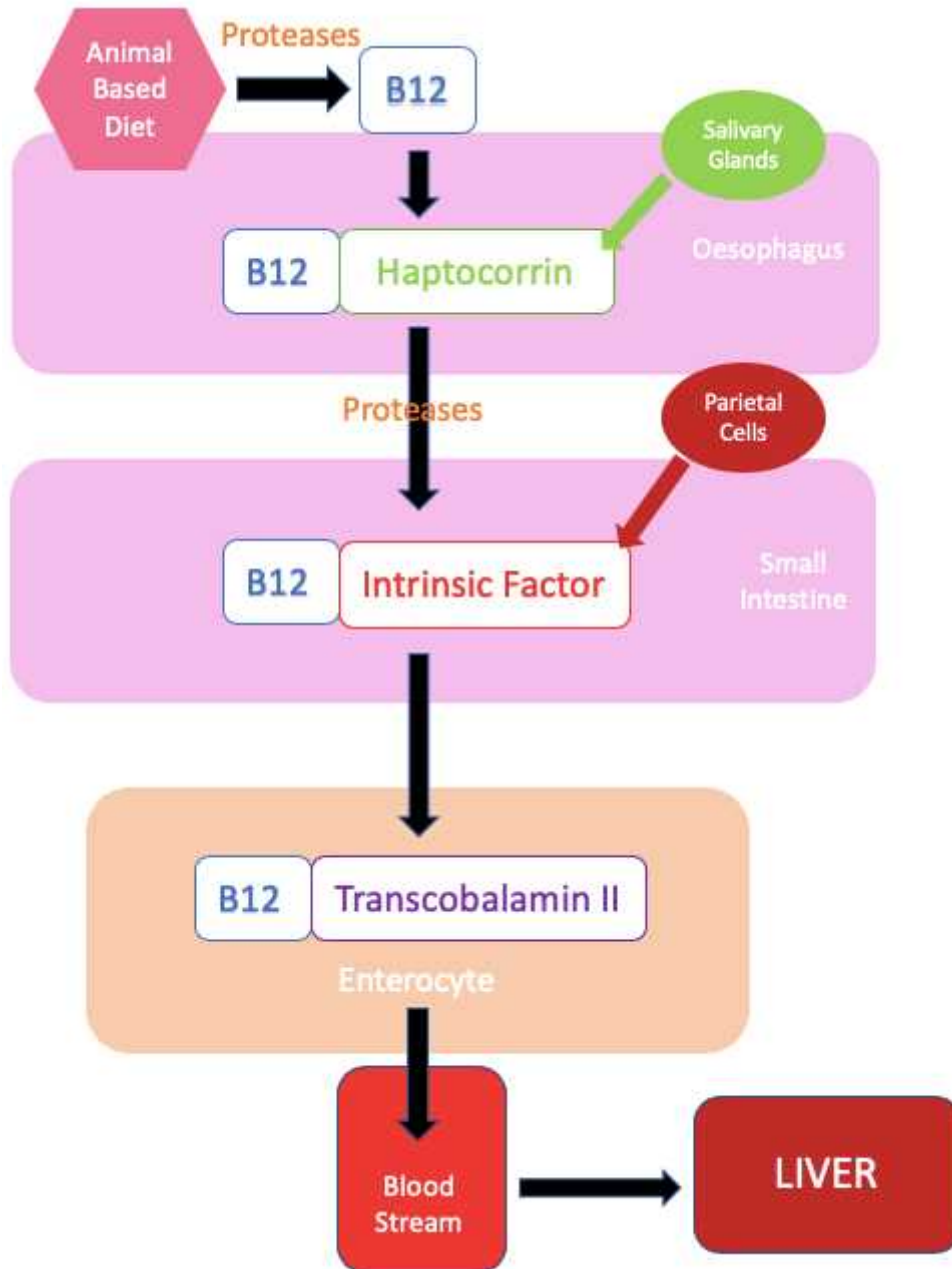 Proteases
Animal
Based
Diet
B12
Salivary
Glands
Oesophagus
B12 Haptocorrin
Proteases
Parietal
Cells
B12 Intrinsic Factor
Small
Intestine
B12 Transcobalamin II
Enterocyte
Blood
Stream
LIVER